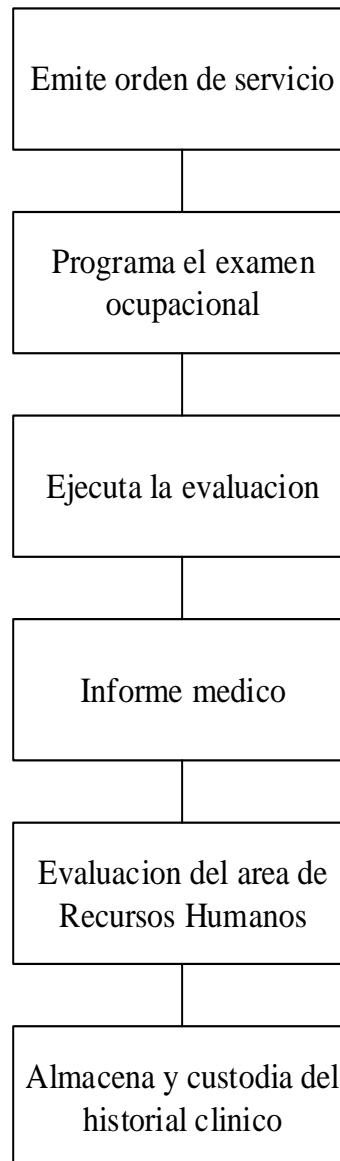 Emite orden de servicio
Programa el examen
ocupacional
Ejecuta la evaluacion
Informe medico
Evaluacion del area de
Recursos Humanos
Almacena y custodia del
historial clinico